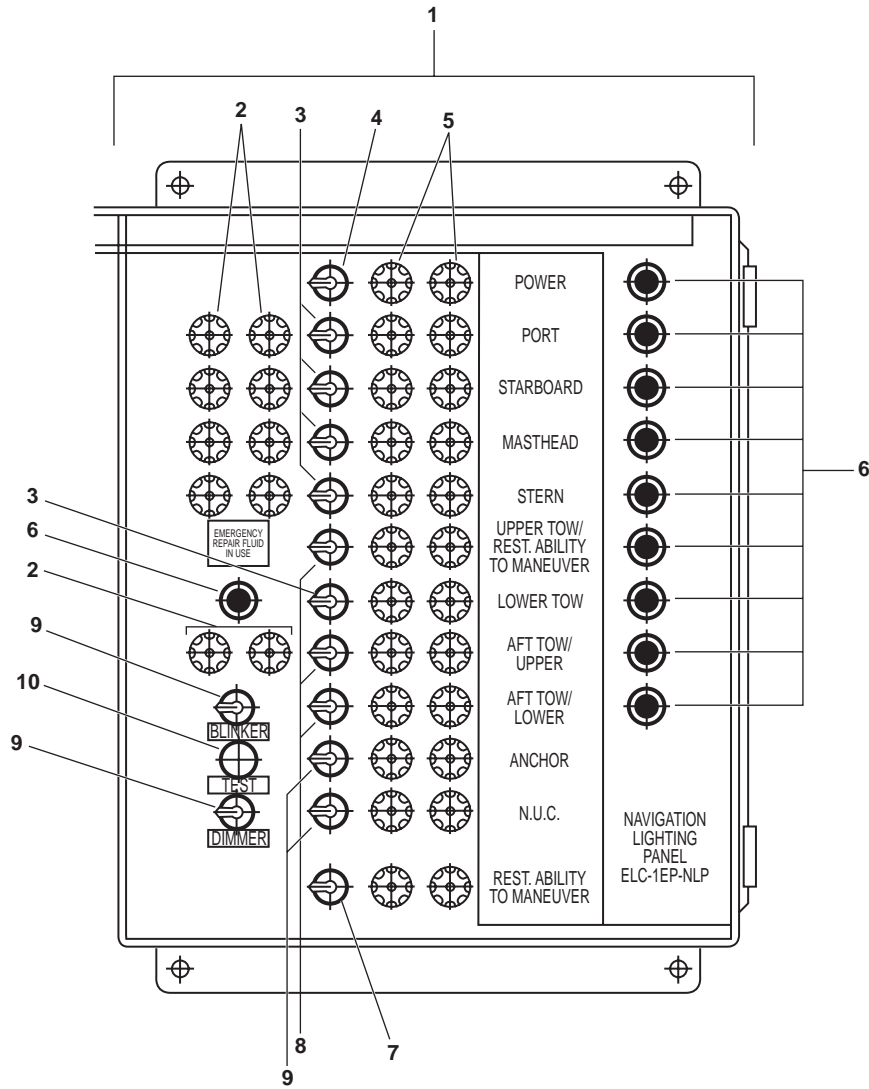 1
2
3
4
5
POWER
PORT
STARBOARD
MASTHEAD
STERN
UPPER TOW/
REST. ABILITY
TO MANEUVER
LOWER TOW
AFT TOW/
UPPER
AFT TOW/
LOWER
ANCHOR
N.U.C.
REST. ABILITY
TO MANEUVER
6
3
EMERGENCY
REPAIR FLUID
IN USE
6
2
9
BLINKER
10
TEST
9
DIMMER
NAVIGATION
LIGHTING
PANEL
ELC-1EP-NLP
8
7
9